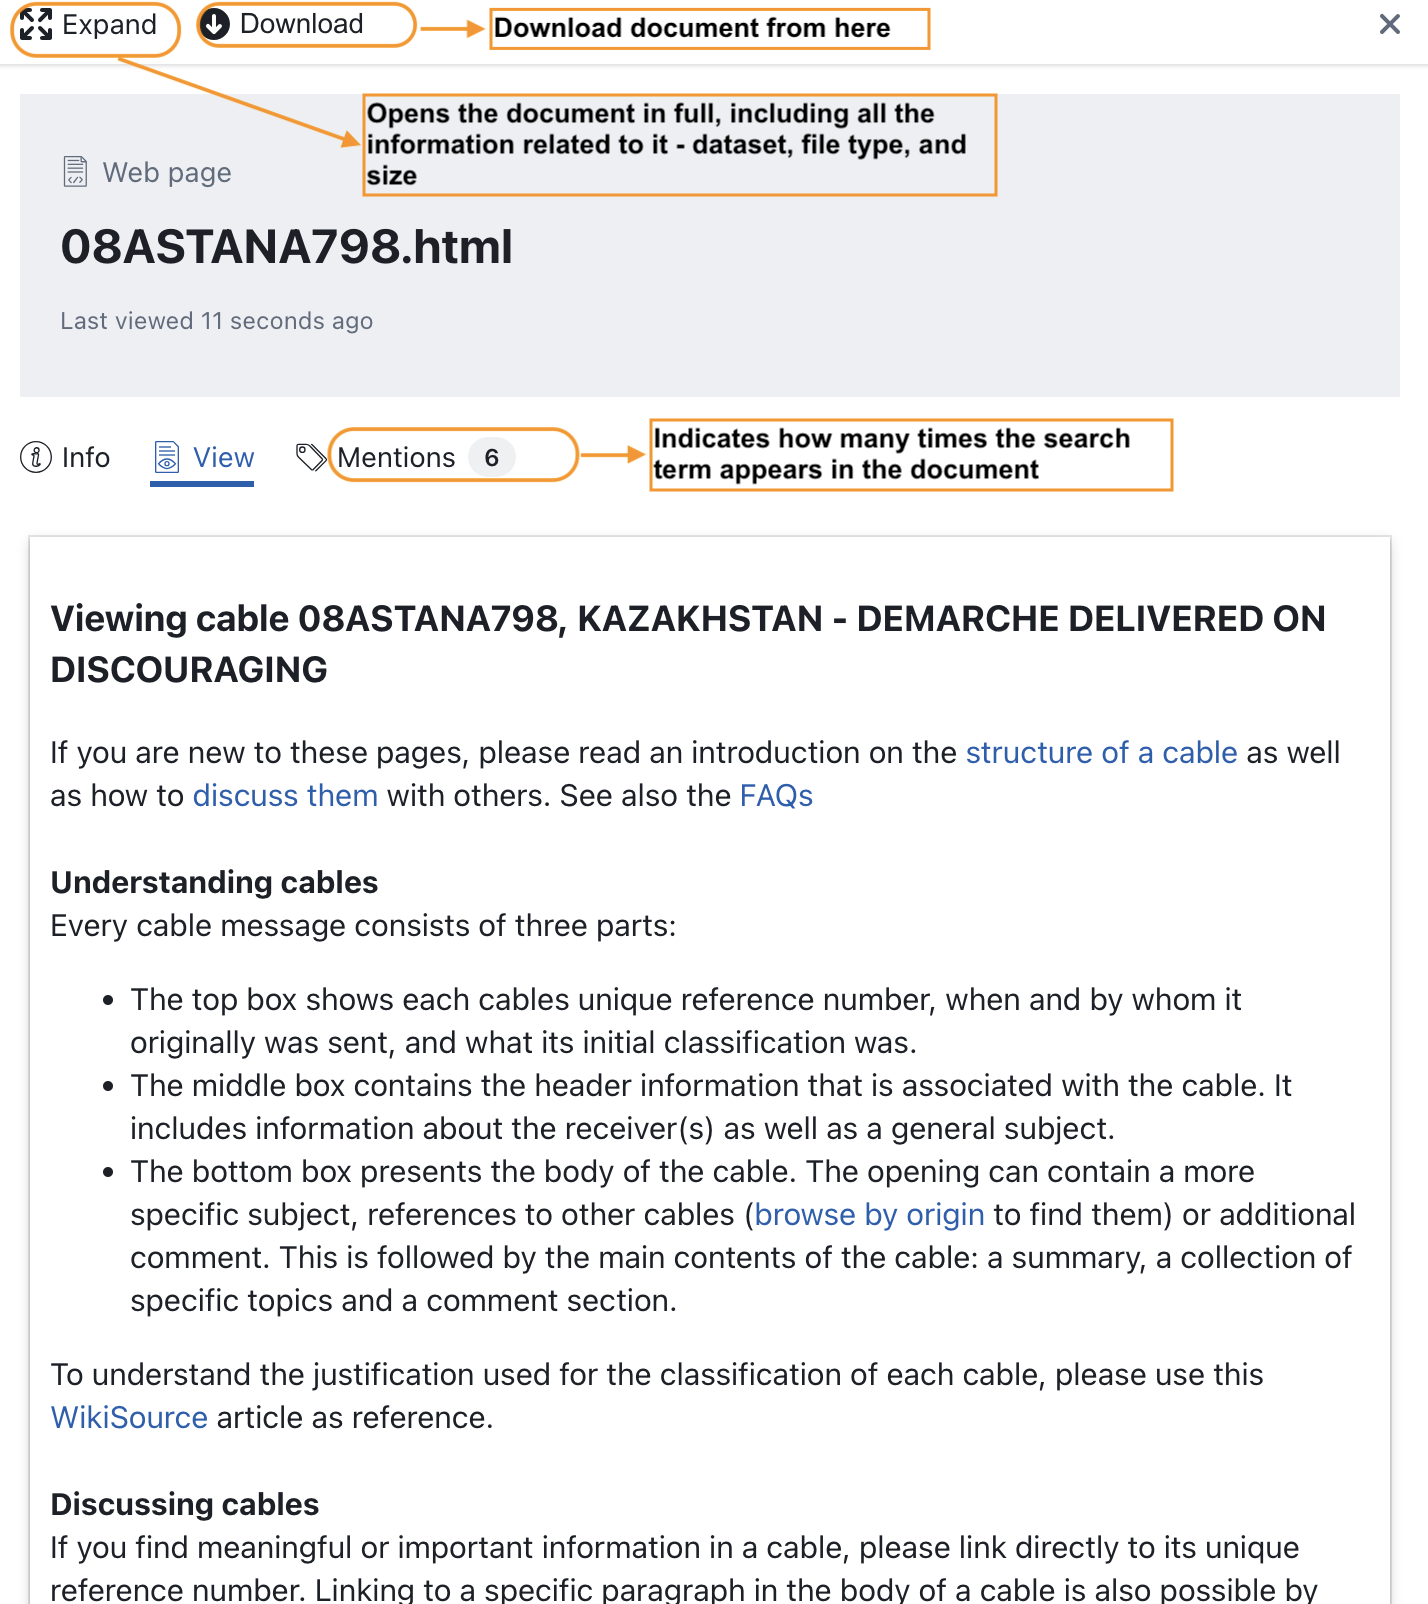 Expand Download Download document from here
Opens the document in full, including all the
information related to it - dataset, file type, and
size
Web page
08ASTANA798.html
Last viewed 11 seconds ago
Info View Mentions 6
Indicates how many times the search
term appears in the document
Viewing cable 08ASTANA798, KAZAKHSTAN - DEMARCHE DELIVERED ON
DISCOURAGING
If you are new to these pages, please read an introduction on the structure of a cable as well
as how to discuss them with others. See also the FAQs
Understanding cables
Every cable message consists of three parts:
• The top box shows each cables unique reference number, when and by whom it
originally was sent, and what its initial classification was.
• The middle box contains the header information that is associated with the cable. It
includes information about the receiver(s) as well as a general subject.
• The bottom box presents the body of the cable. The opening can contain a more
specific subject, references to other cables (browse by origin to find them) or additional
comment. This is followed by the main contents of the cable: a summary, a collection of
specific topics and a comment section.
To understand the justification used for the classification of each cable, please use this
WikiSource article as reference.
Discussing cables
If you find meaningful or important information in a cable, please link directly to its unique
reference number. Linking to a specific paragraph in the body of a cable is also possible by